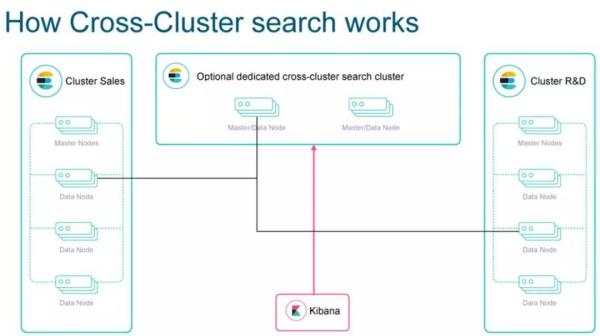 How Cross-Cluster search works
Cluster Sales
Master Nodes
Data Node
Data Node
Data Node
Optional dedicated cross-cluster search cluster
Master/Data Node
Master/Data Node
Kibana
Cluster R&D
Master Nodes
Data Node
Data Node
Data Node